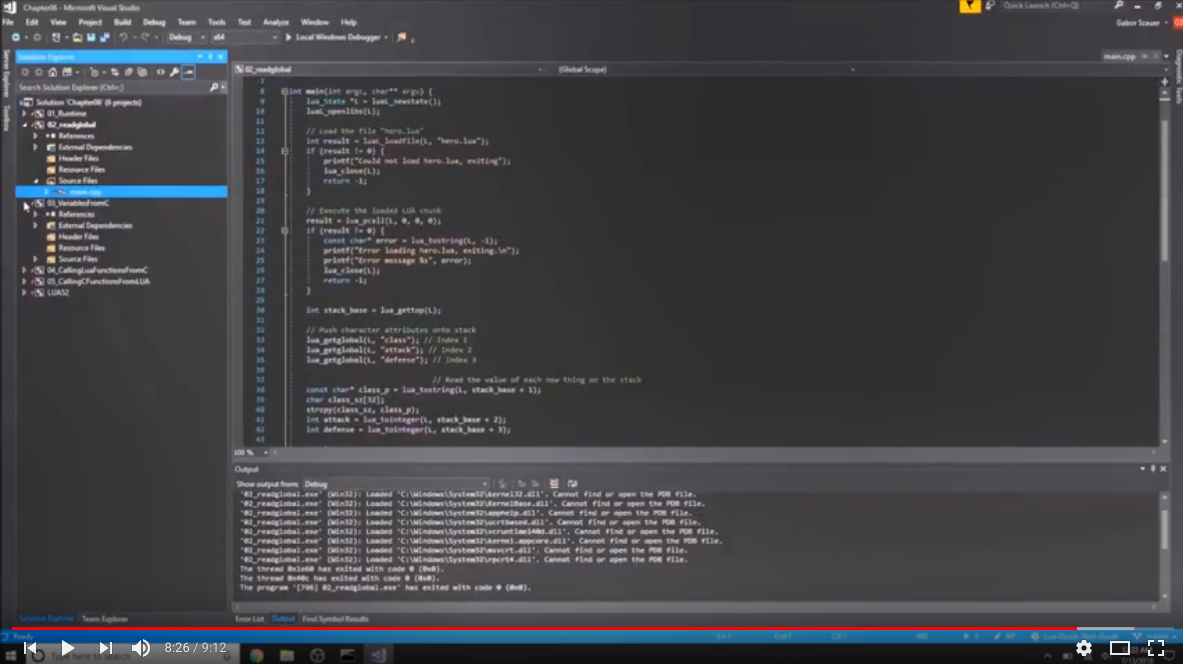 Chapter06 - Microsoft Visual Studio
Quick Launch (Ctrl+Q)
File Edit View Project Build Debug Team Tools Test Analyze Window Help
Gabor Szauer
Debug x64 Local Windows Debugger
Server Explorer
Toolbox
Solution Explorer
Search Solution Explorer (Ctrl+;)
Solution 'Chapter06' (6 projects)
01_Runtime
02_readglobal
References
External Dependencies
Header Files
Resource Files
Source Files
main.cpp
03_VariablesFromC
References
External Dependencies
Header Files
Resource Files
Source Files
04_CallingLuaFunctionsFromC
05_CallingCFunctionsFromLUA
LUA52
Solution Explorer Team Explorer
main.cpp
02_readglobal (Global Scope)
7
8 int main(int argc, char** argv) {
9 lua_State *L = luaL_newstate();
10 luaL_openlibs(L);
11
12 // Load the file "hero.lua"
13 int result = luaL_loadfile(L, "hero.lua");
14 if (result != 0) {
15 printf("Could not load hero.lua, exiting");
16 lua_close(L);
17 return -1;
18 }
19
20 // Execute the loaded LUA chunk
21 result = lua_pcall(L, 0, 0, 0);
22 if (result != 0) {
23 const char* error = lua_tostring(L, -1);
24 printf("Error loading hero.lua, exiting.\n");
25 printf("Error message %s", error);
26 lua_close(L);
27 return -1;
28 }
29
30 int stack_base = lua_gettop(L);
31
32 // Push character attributes onto stack
33 lua_getglobal(L, "class"); // Index 1
34 lua_getglobal(L, "attack"); // Index 2
35 lua_getglobal(L, "defense"); // Index 3
36
37 // Read the value of each new thing on the stack
38 const char* class_p = lua_tostring(L, stack_base + 1);
39 char class_sz[32];
40 strcpy(class_sz, class_p);
41 int attack = lua_tointeger(L, stack_base + 2);
42 int defense = lua_tointeger(L, stack_base + 3);
43
100 %
Diagnostic Tools
Output
Show output from: Debug
'02_readglobal.exe' (Win32): Loaded 'C:\Windows\System32\kernel32.dll'. Cannot find or open the PDB file.
'02_readglobal.exe' (Win32): Loaded 'C:\Windows\System32\KernelBase.dll'. Cannot find or open the PDB file.
'02_readglobal.exe' (Win32): Loaded 'C:\Windows\System32\apphelp.dll'. Cannot find or open the PDB file.
'02_readglobal.exe' (Win32): Loaded 'C:\Windows\System32\ucrtbased.dll'. Cannot find or open the PDB file.
'02_readglobal.exe' (Win32): Loaded 'C:\Windows\System32\vcruntime140d.dll'. Cannot find or open the PDB file.
'02_readglobal.exe' (Win32): Loaded 'C:\Windows\System32\kernel.appcore.dll'. Cannot find or open the PDB file.
'02_readglobal.exe' (Win32): Loaded 'C:\Windows\System32\msvcrt.dll'. Cannot find or open the PDB file.
'02_readglobal.exe' (Win32): Loaded 'C:\Windows\System32\rpcrt4.dll'. Cannot find or open the PDB file.
The thread 0x1e60 has exited with code 0 (0x0).
The thread 0x40c has exited with code 0 (0x0).
The program '[796] 02_readglobal.exe' has exited with code 0 (0x0).
Error List Output Find Symbol Results
Ready
8:26 / 9:12